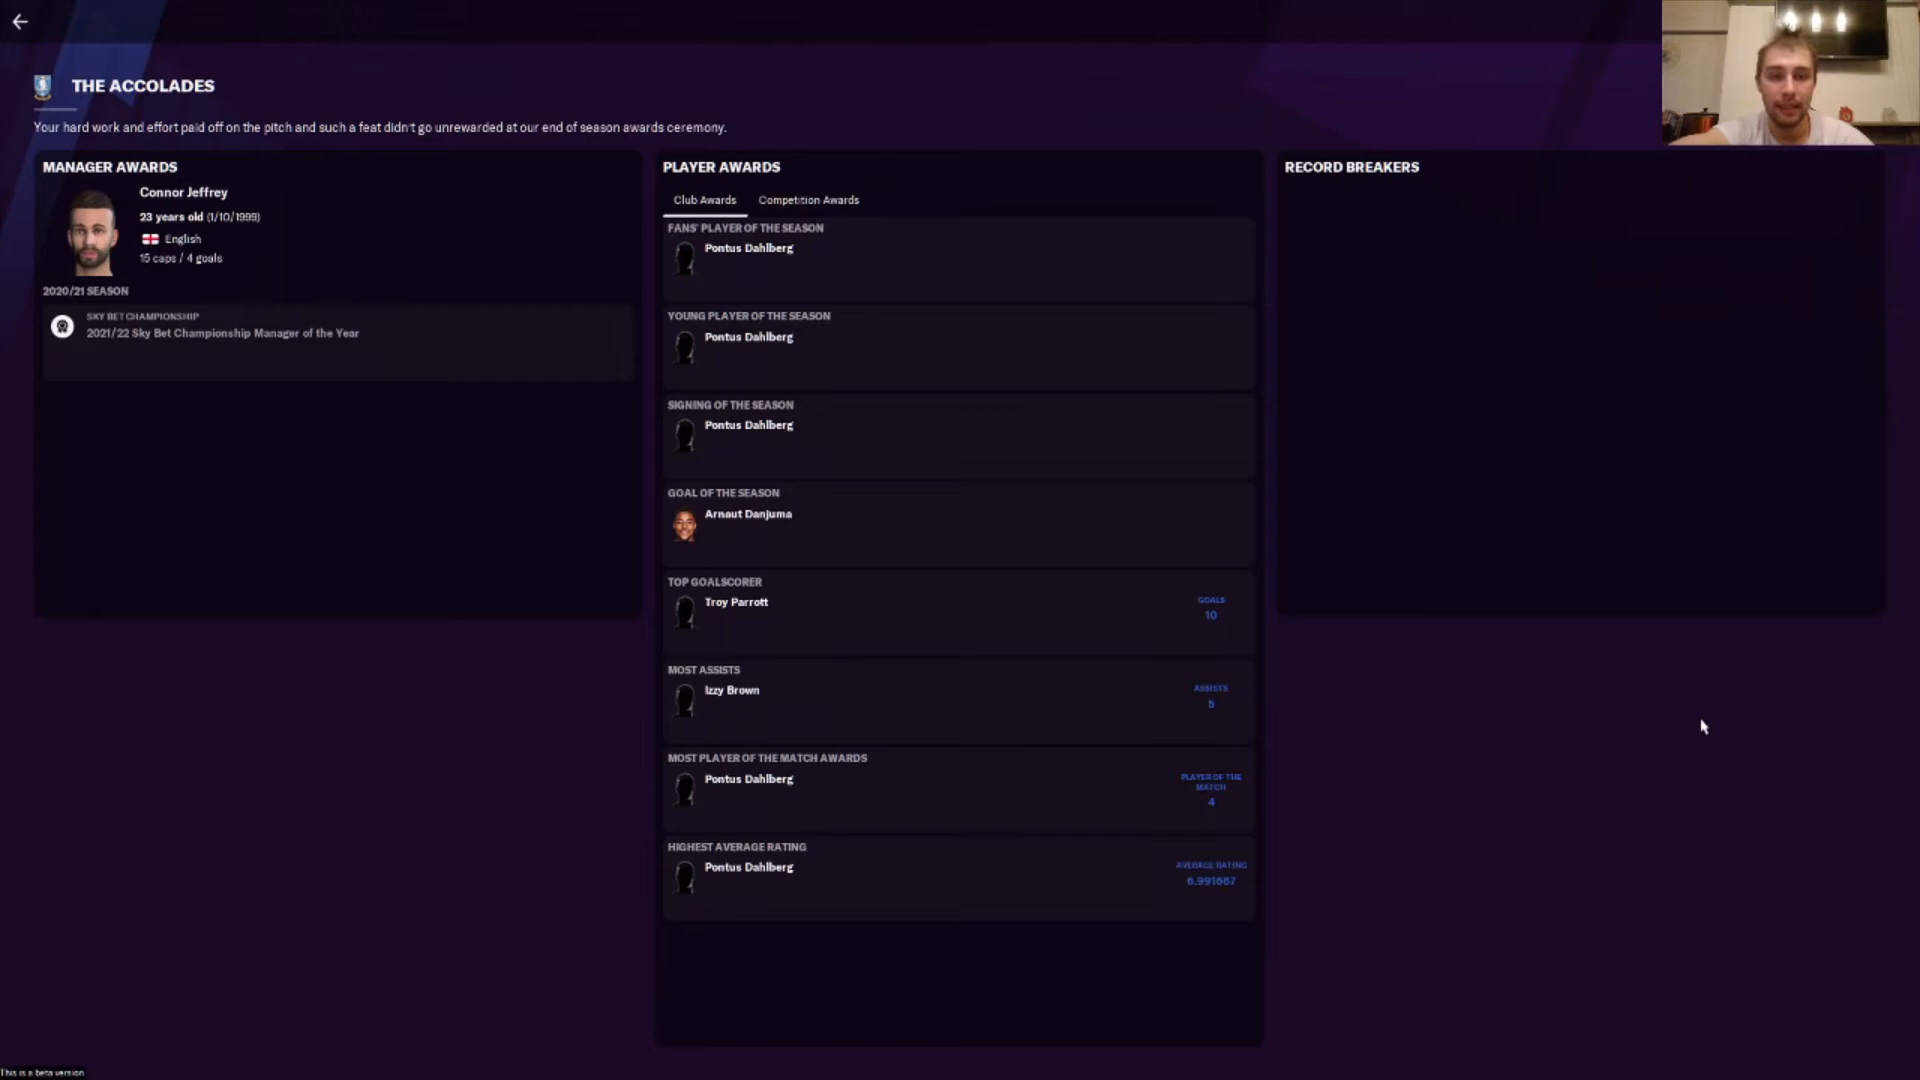 THE ACCOLADES
Your hard work and effort paid off on the pitch and such a feat didn't go unrewarded at our end of season awards ceremony.
MANAGER AWARDS
Connor Jeffrey
23 years old (1/10/1999)
English
15 caps / 4 goals
2020/21 SEASON
SKY BET CHAMPIONSHIP
2021/22 Sky Bet Championship Manager of the Year
PLAYER AWARDS
Club Awards Competition Awards
FANS' PLAYER OF THE SEASON
Pontus Dahlberg
YOUNG PLAYER OF THE SEASON
Pontus Dahlberg
SIGNING OF THE SEASON
Pontus Dahlberg
GOAL OF THE SEASON
Arnaut Danjuma
TOP GOALSCORER
Troy Parrott
GOALS
10
MOST ASSISTS
Izzy Brown
ASSISTS
5
MOST PLAYER OF THE MATCH AWARDS
Pontus Dahlberg
PLAYER OF THE
MATCH
4
HIGHEST AVERAGE RATING
Pontus Dahlberg
AVERAGE RATING
6.991667
RECORD BREAKERS
This is a beta version